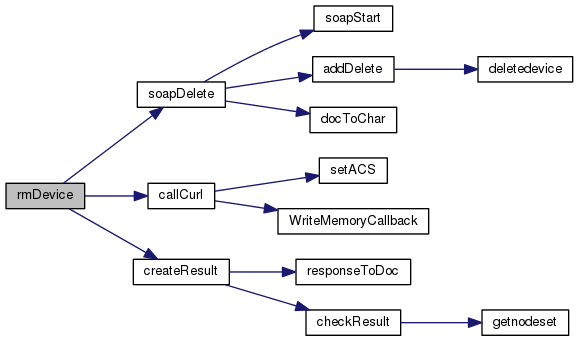 soapStart
addDelete
deletedevice
soapDelete
docToChar
setACS
rmDevice
callCurl
WriteMemoryCallback
createResult
responseToDoc
checkResult
getnodeset